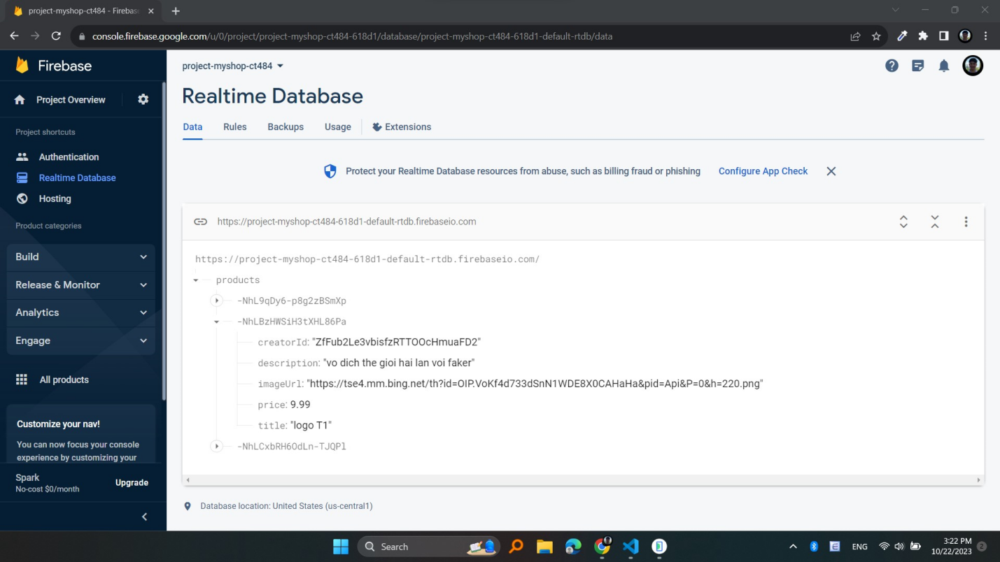 project-myshop-ct484 - Firebas
console.firebase.google.com/u/0/project/project-myshop-ct484-618d1/database/project-myshop-ct484-618d1-default-rtdb/data
Firebase
project-myshop-ct484
Project Overview
Realtime Database
Data Rules Backups Usage Extensions
Project shortcuts
Authentication
Realtime Database
Hosting
Protect your Realtime Database resources from abuse, such as billing fraud or phishing Configure App Check
Product categories
Build
Release & Monitor
Analytics
Engage
All products
Customize your nav!
You can now focus your console
experience by customizing your
Spark
No-cost $0/month
Upgrade
https://project-myshop-ct484-618d1-default-rtdb.firebaseio.com
https://project-myshop-ct484-618d1-default-rtdb.firebaseio.com/
products
-NhL9qDy6-p8g2zBSmXp
-NhLBzHWSiH3tXHL86Pa
creatorId: "ZfFub2Le3vbisfzRTTOOcHmuaFD2"
description: "vo dich the gioi hai lan voi faker"
imageUrl: "https://tse4.mm.bing.net/th?id=OIP.VoKf4d733dSnN1WDE8X0CAHaHa&pid=Api&P=0&h=220.png"
price: 9.99
title: "logo T1"
-NhLCxbRH6OdLn-TJQPl
Database location: United States (us-central1)
Search
ENG
3:22 PM
10/22/2023
2